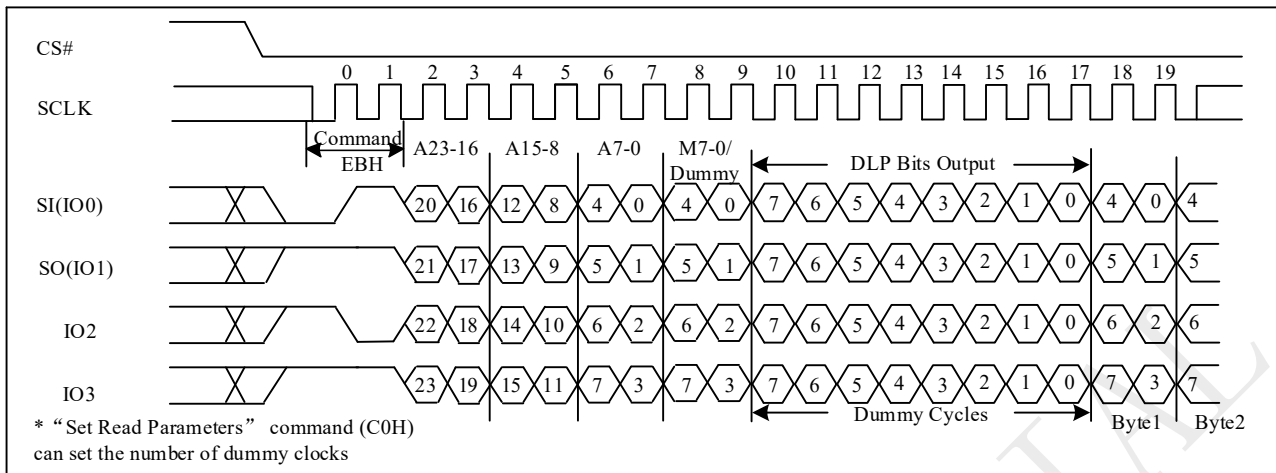 CS#
0 1 2 3 4 5 6 7 8 9 10 11 12 13 14 15 16 17 18 19
SCLK
Command
EBH
A23-16 A15-8 A7-0 M7-0/
Dummy
DLP Bits Output
SI(IO0) 20 16 12 8 4 0 4 0 7 6 5 4 3 2 1 0 4 0 4
SO(IO1) 21 17 13 9 5 1 5 1 7 6 5 4 3 2 1 0 5 1 5
IO2 22 18 14 10 6 2 6 2 7 6 5 4 3 2 1 0 6 2 6
IO3 23 19 15 11 7 3 7 3 7 6 5 4 3 2 1 0 7 3 7
Dummy Cycles Byte1 Byte2
* “Set Read Parameters” command (C0H)
can set the number of dummy clocks